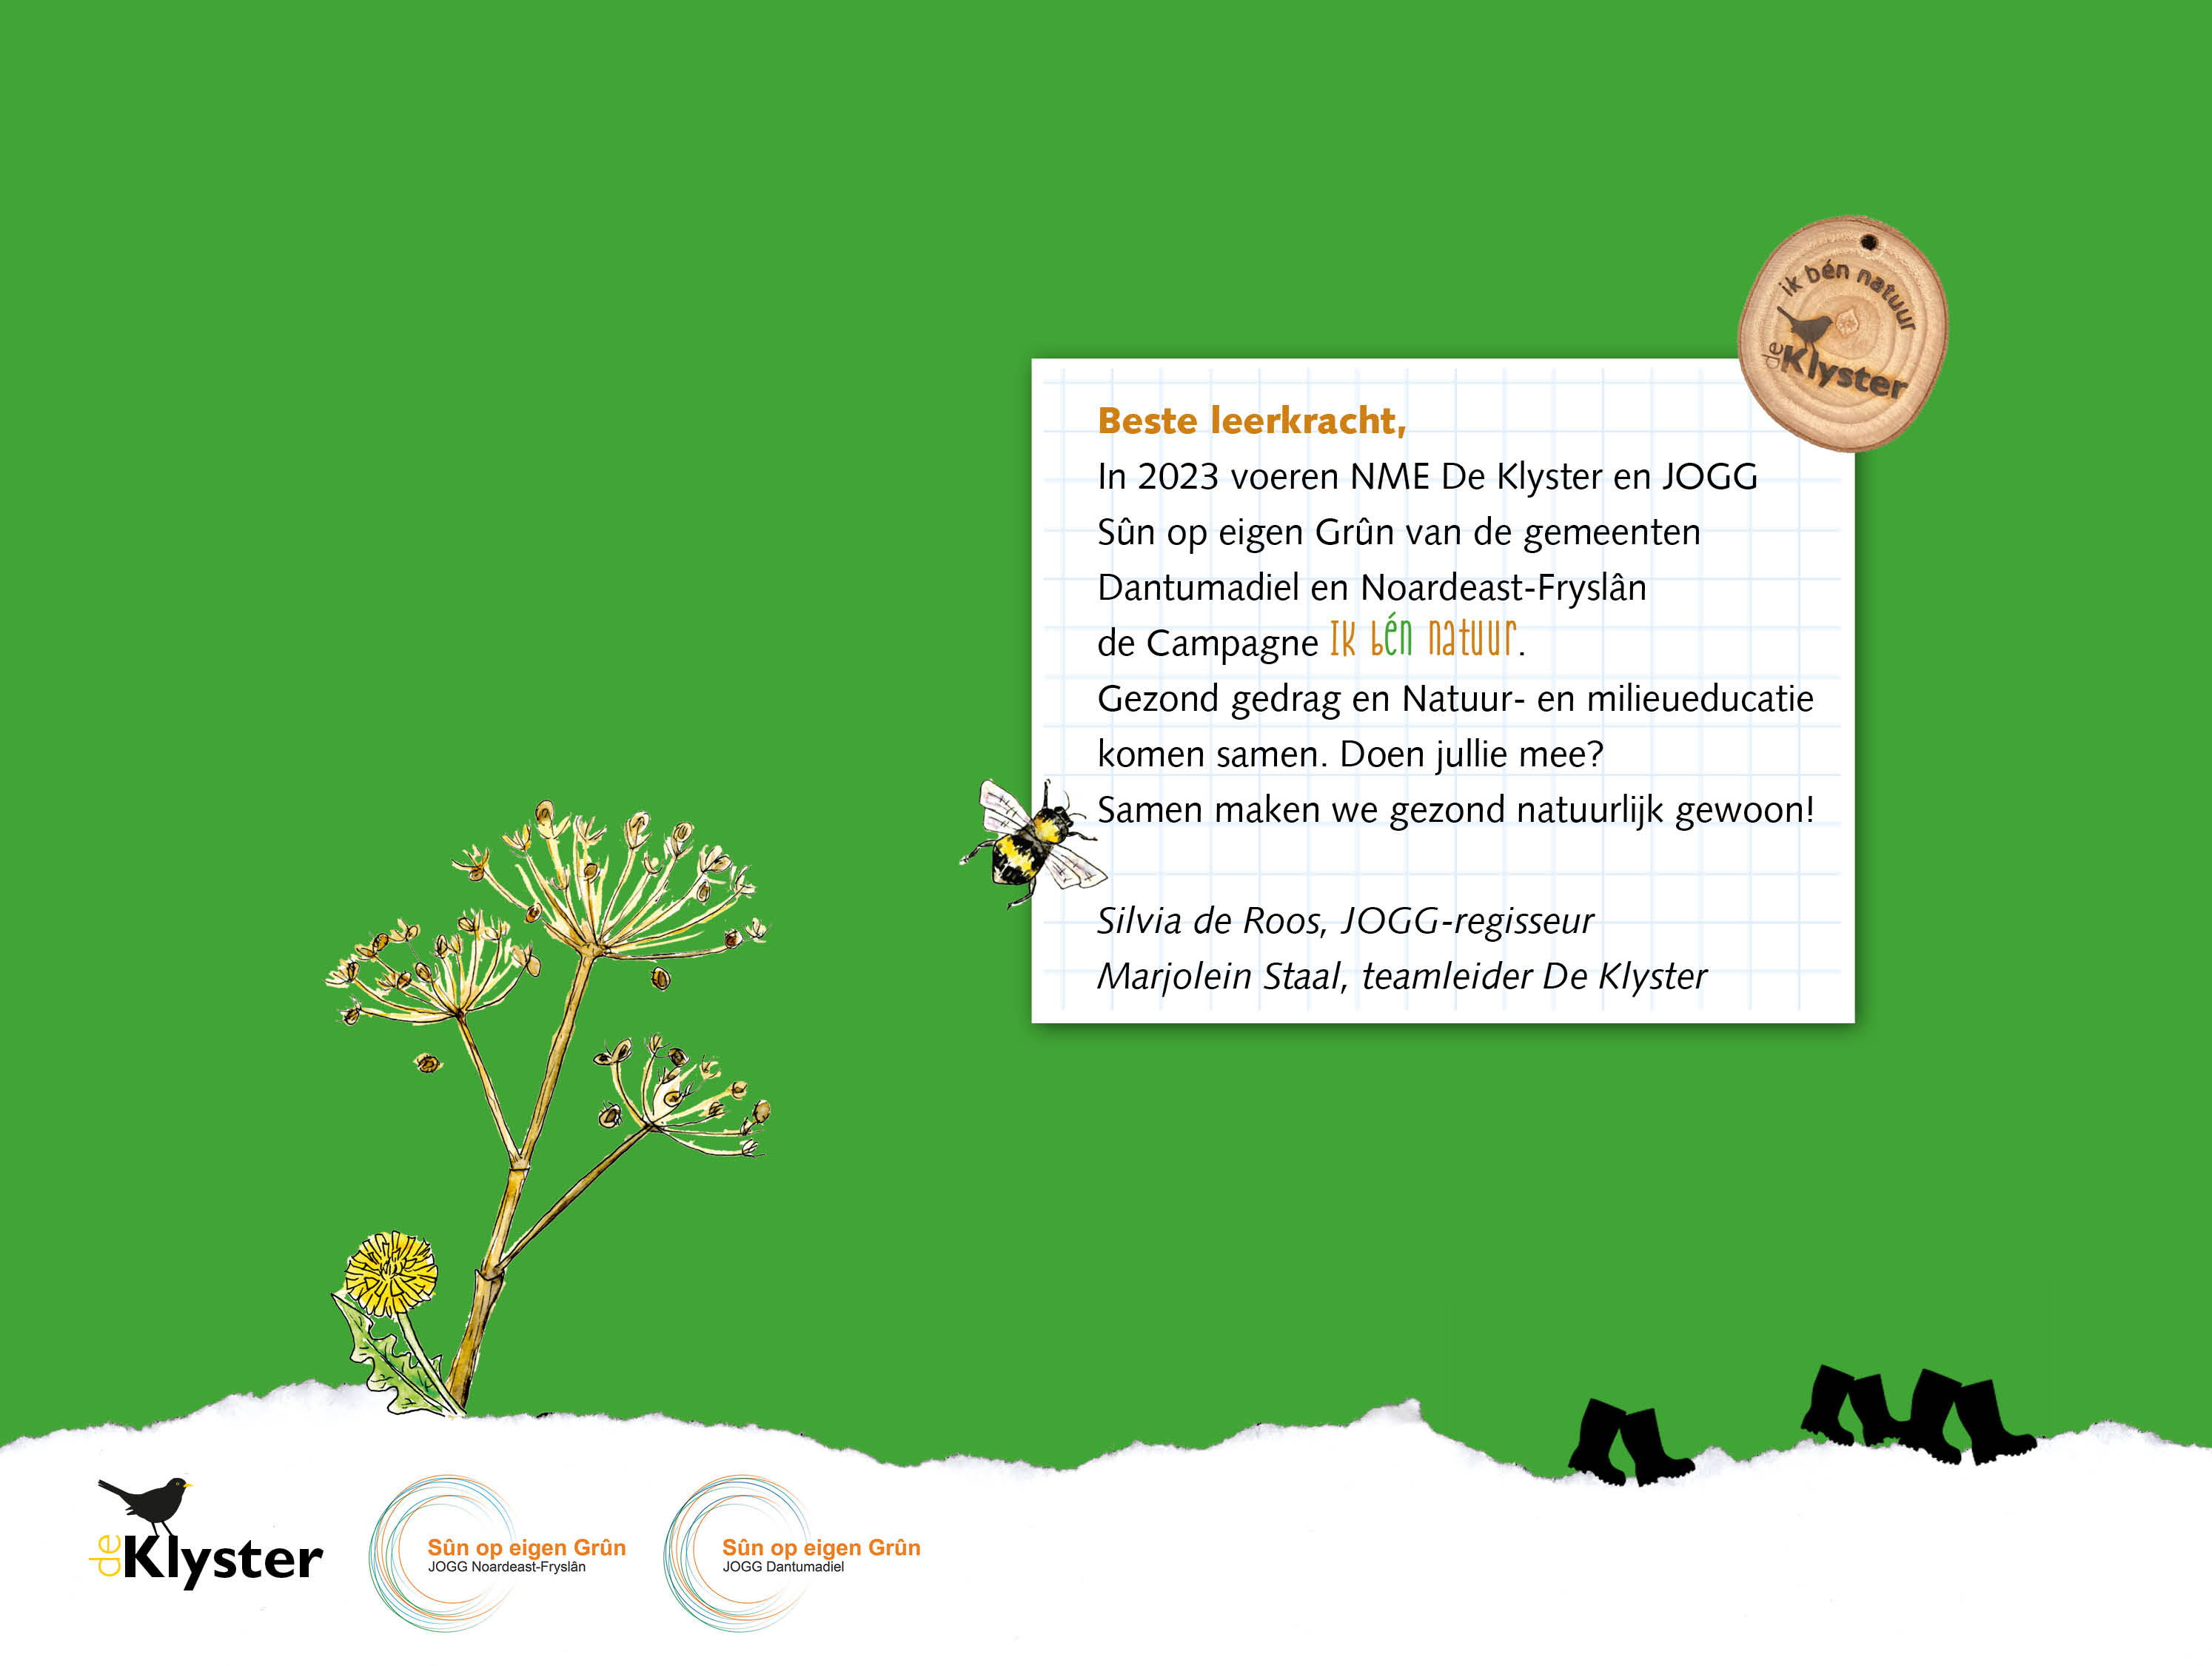 ik bén natuur
de Klyster
Beste leerkracht,
In 2023 voeren NME De Klyster en JOGG
Sûn op eigen Grûn van de gemeenten
Dantumadiel en Noardeast-Fryslân
de Campagne Ik bén natuur.
Gezond gedrag en Natuur- en milieueducatie
komen samen. Doen jullie mee?
Samen maken we gezond natuurlijk gewoon!
Silvia de Roos, JOGG-regisseur
Marjolein Staal, teamleider De Klyster
de Klyster
Sûn op eigen Grûn
JOGG Noardeast-Fryslân
Sûn op eigen Grûn
JOGG Dantumadiel